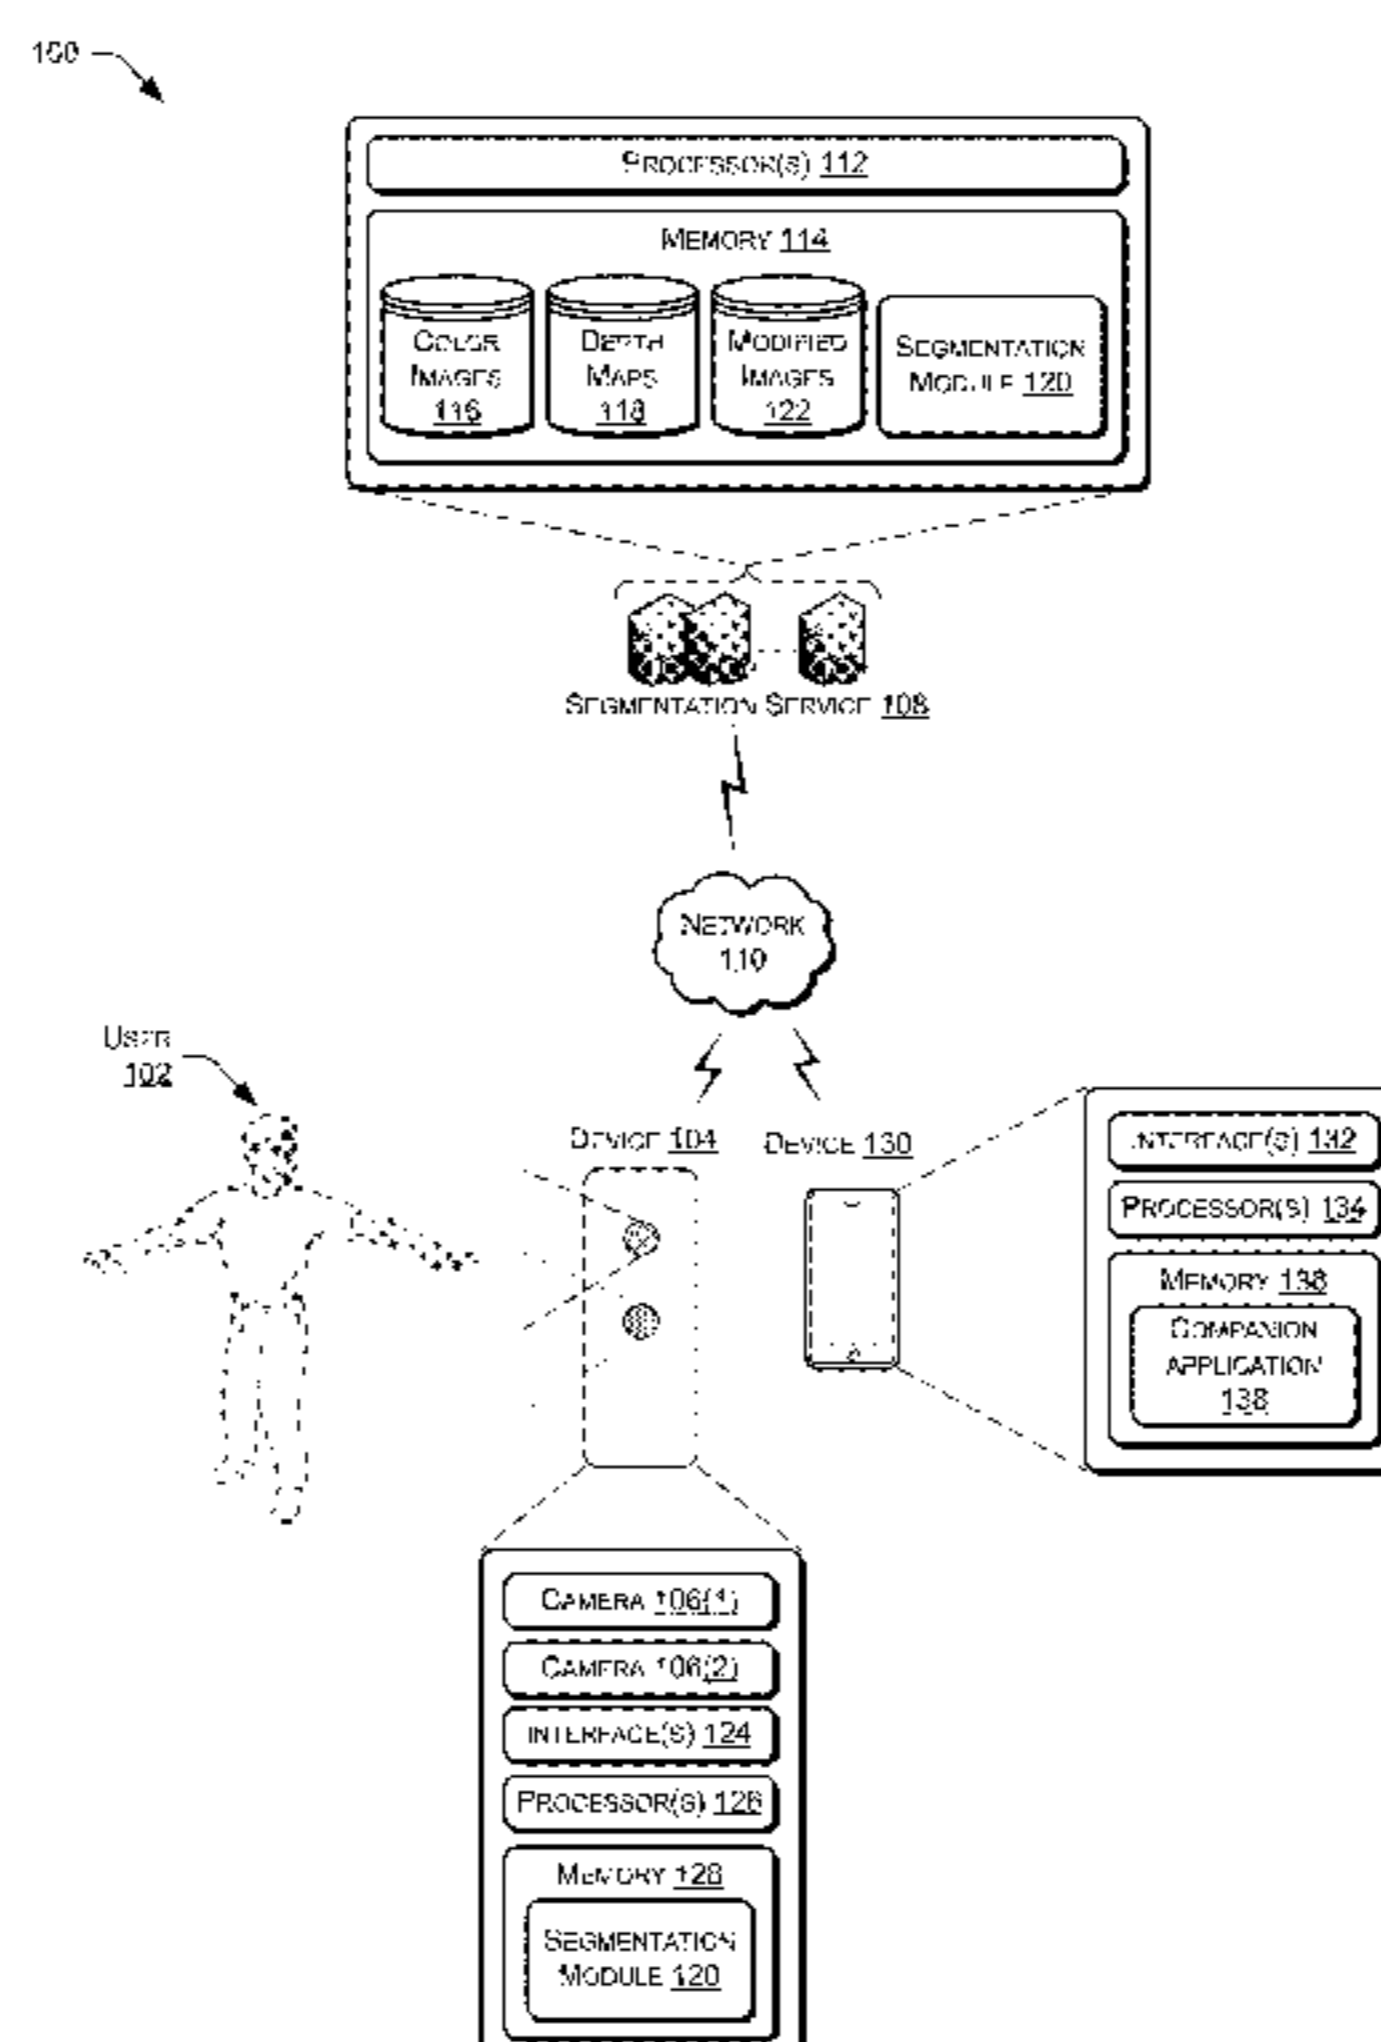 100
PROCESSOR(S) 112
MEMORY 114
COLOR
IMAGES
116
DEPTH
MAPS
118
MODIFIED
IMAGES
122
SEGMENTATION
MODULE 120
SEGMENTATION SERVICE 108
NETWORK
110
USER
102
DEVICE 104
DEVICE 130
INTERFACE(S) 132
PROCESSOR(S) 134
MEMORY
COMPANION
APPLICATION
138
CAMERA 106(1)
CAMERA 106(2)
INTERFACE(S) 124
PROCESSOR(S) 126
MEMORY 128
SEGMENTATION
MODULE 120